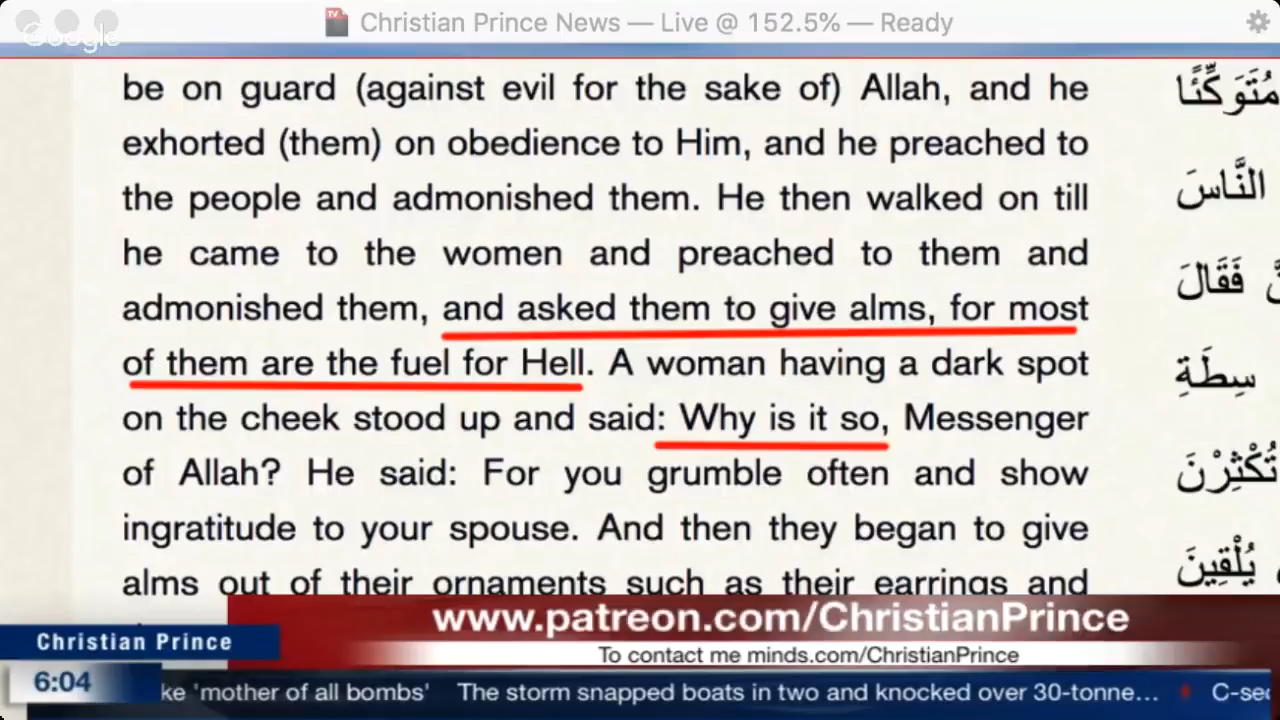 Christian Prince News — Live @ 152.5% — Ready
Google
be on guard (against evil for the sake of) Allah, and he
exhorted (them) on obedience to Him, and he preached to
the people and admonished them. He then walked on till
he came to the women and preached to them and
admonished them, and asked them to give alms, for most
of them are the fuel for Hell. A woman having a dark spot
on the cheek stood up and said: Why is it so, Messenger
of Allah? He said: For you grumble often and show
ingratitude to your spouse. And then they began to give
alms out of their ornaments such as their earrings and
مُتَوَكِّئًا
النَّاسَ
فَقَالَ
سِطَةِ
تُكْثِرْنَ
يُلْقِينَ
www.patreon.com/ChristianPrince
Christian Prince
To contact me minds.com/ChristianPrince
6:04
ke 'mother of all bombs' The storm snapped boats in two and knocked over 30-tonne... C-sec